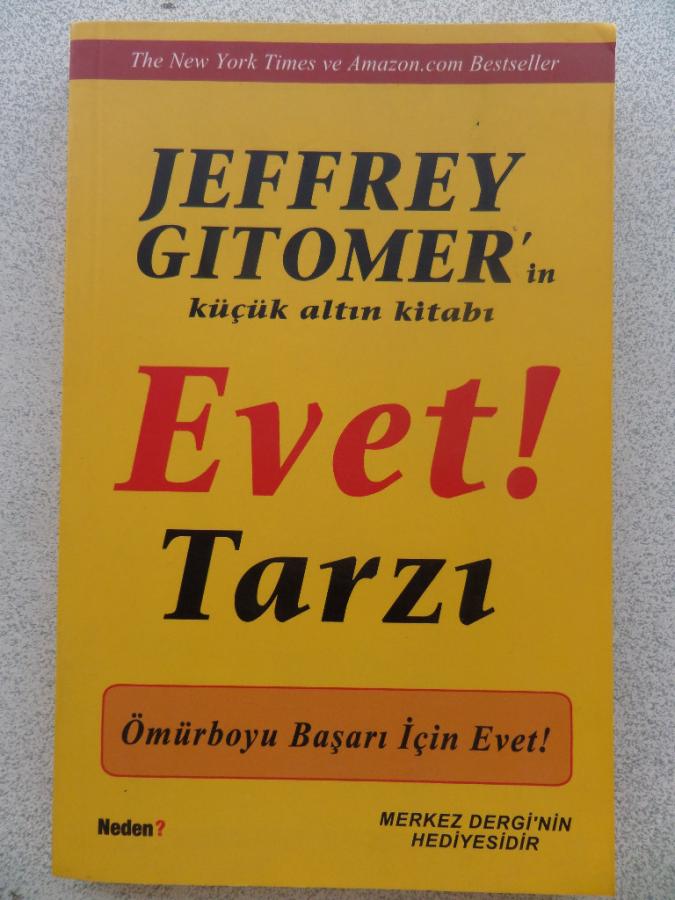 The New York Times ve Amazon.com Bestseller
JEFFREY
GITOMER'in
küçük altın kitabı
Evet!
Tarzı
Ömürboyu Başarı İçin Evet!
Neden?
MERKEZ DERGİ'NİN
HEDİYESİDİR